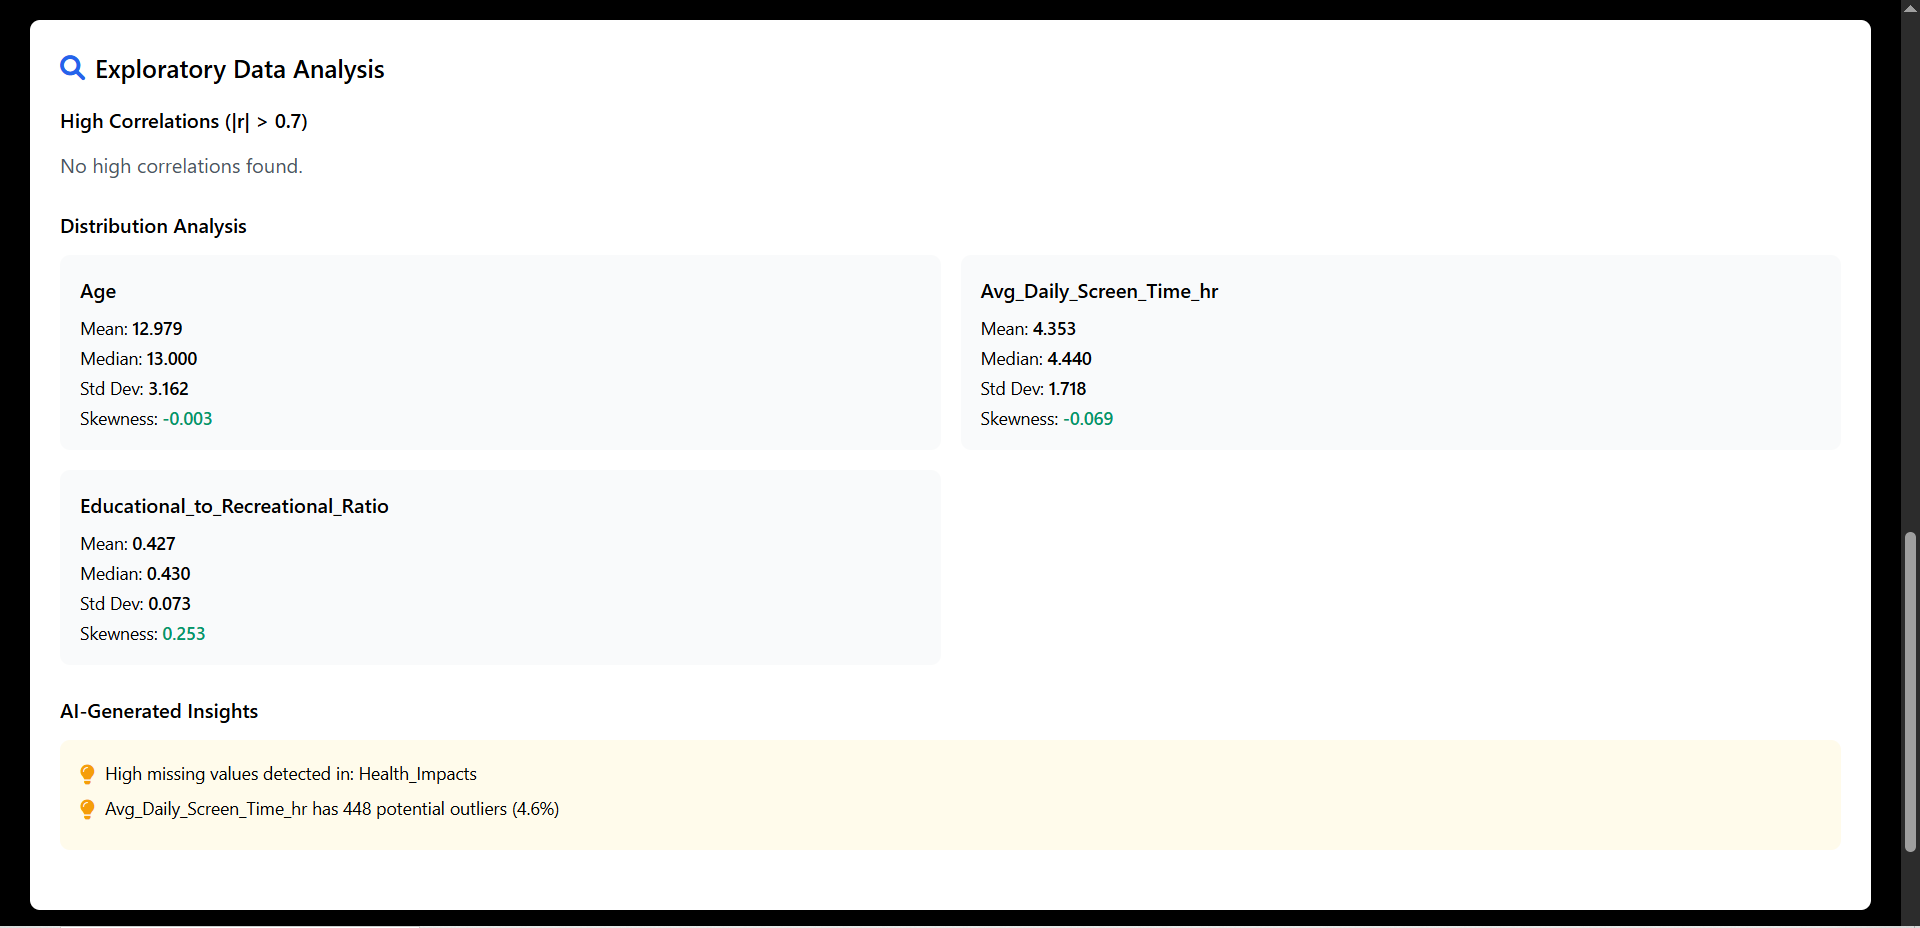 Exploratory Data Analysis
High Correlations (|r| > 0.7)
No high correlations found.
Distribution Analysis
Age
Mean: 12.979
Median: 13.000
Std Dev: 3.162
Skewness: -0.003
Avg_Daily_Screen_Time_hr
Mean: 4.353
Median: 4.440
Std Dev: 1.718
Skewness: -0.069
Educational_to_Recreational_Ratio
Mean: 0.427
Median: 0.430
Std Dev: 0.073
Skewness: 0.253
AI-Generated Insights
High missing values detected in: Health_Impacts
Avg_Daily_Screen_Time_hr has 448 potential outliers (4.6%)